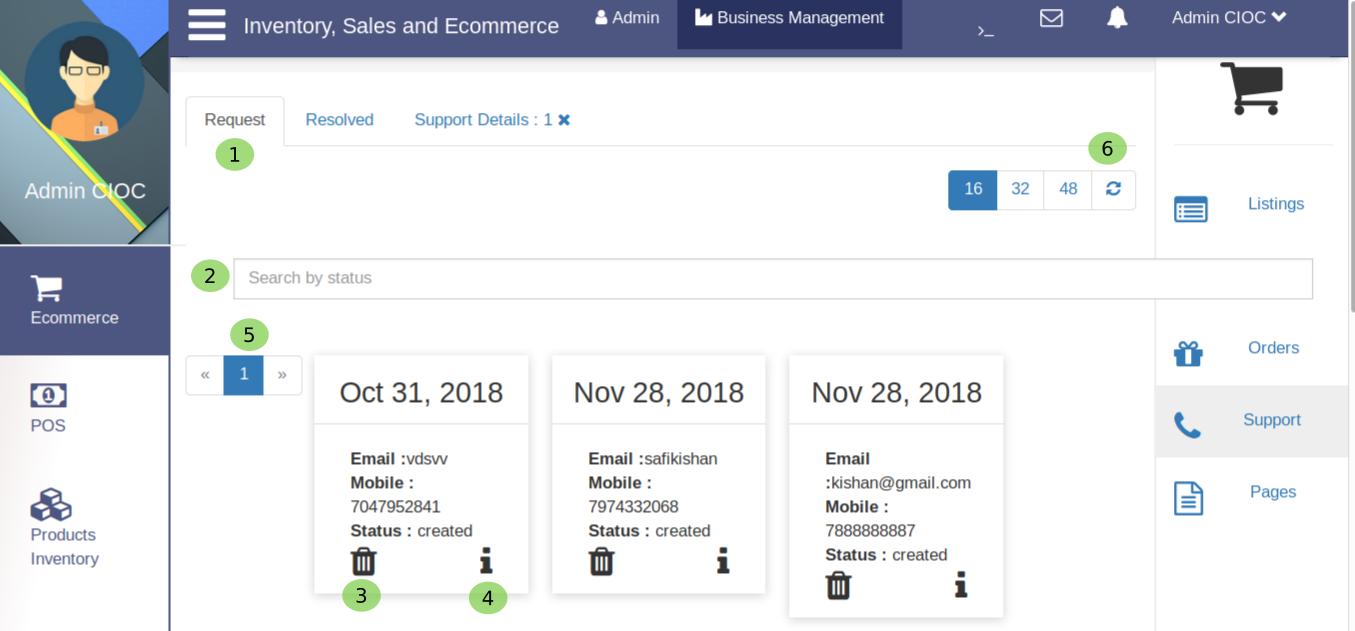 Inventory, Sales and Ecommerce
Admin
Business Management
>_
Admin CIOC
Admin CIOC
Ecommerce
POS
Products
Inventory
Request
Resolved
Support Details : 1 ✖
1
6
16
32
48
2
Search by status
5
«
1
»
Oct 31, 2018
Email :vdsvv
Mobile :
7047952841
Status : created
3
4
Nov 28, 2018
Email :safikishan
Mobile :
7974332068
Status : created
Nov 28, 2018
Email
:kishan@gmail.com
Mobile :
7888888887
Status : created
Listings
Orders
Support
Pages